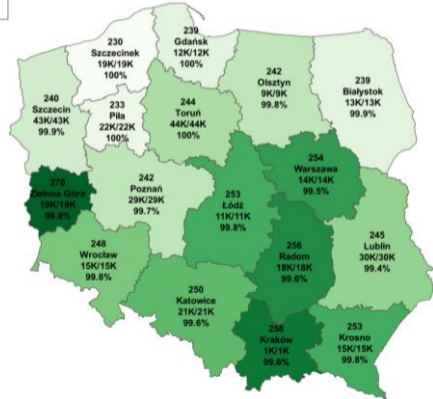 230
Szczecinek
19K/19K
100%
239
Gdańsk
12K/12K
100%
242
Olsztyn
9K/9K
99.8%
239
Białystok
13K/13K
99.9%
240
Szczecin
43K/43K
99.9%
233
Piła
22K/22K
100%
244
Toruń
44K/44K
100%
254
Warszawa
14K/14K
99.5%
270
Zielona Góra
19K/19K
99.8%
242
Poznań
29K/29K
99.7%
253
Łódź
11K/11K
99.8%
256
Radom
18K/18K
99.6%
245
Lublin
30K/30K
99.4%
248
Wrocław
15K/15K
99.8%
250
Katowice
21K/21K
99.6%
258
Kraków
1K/1K
99.6%
253
Krosno
15K/15K
99.8%